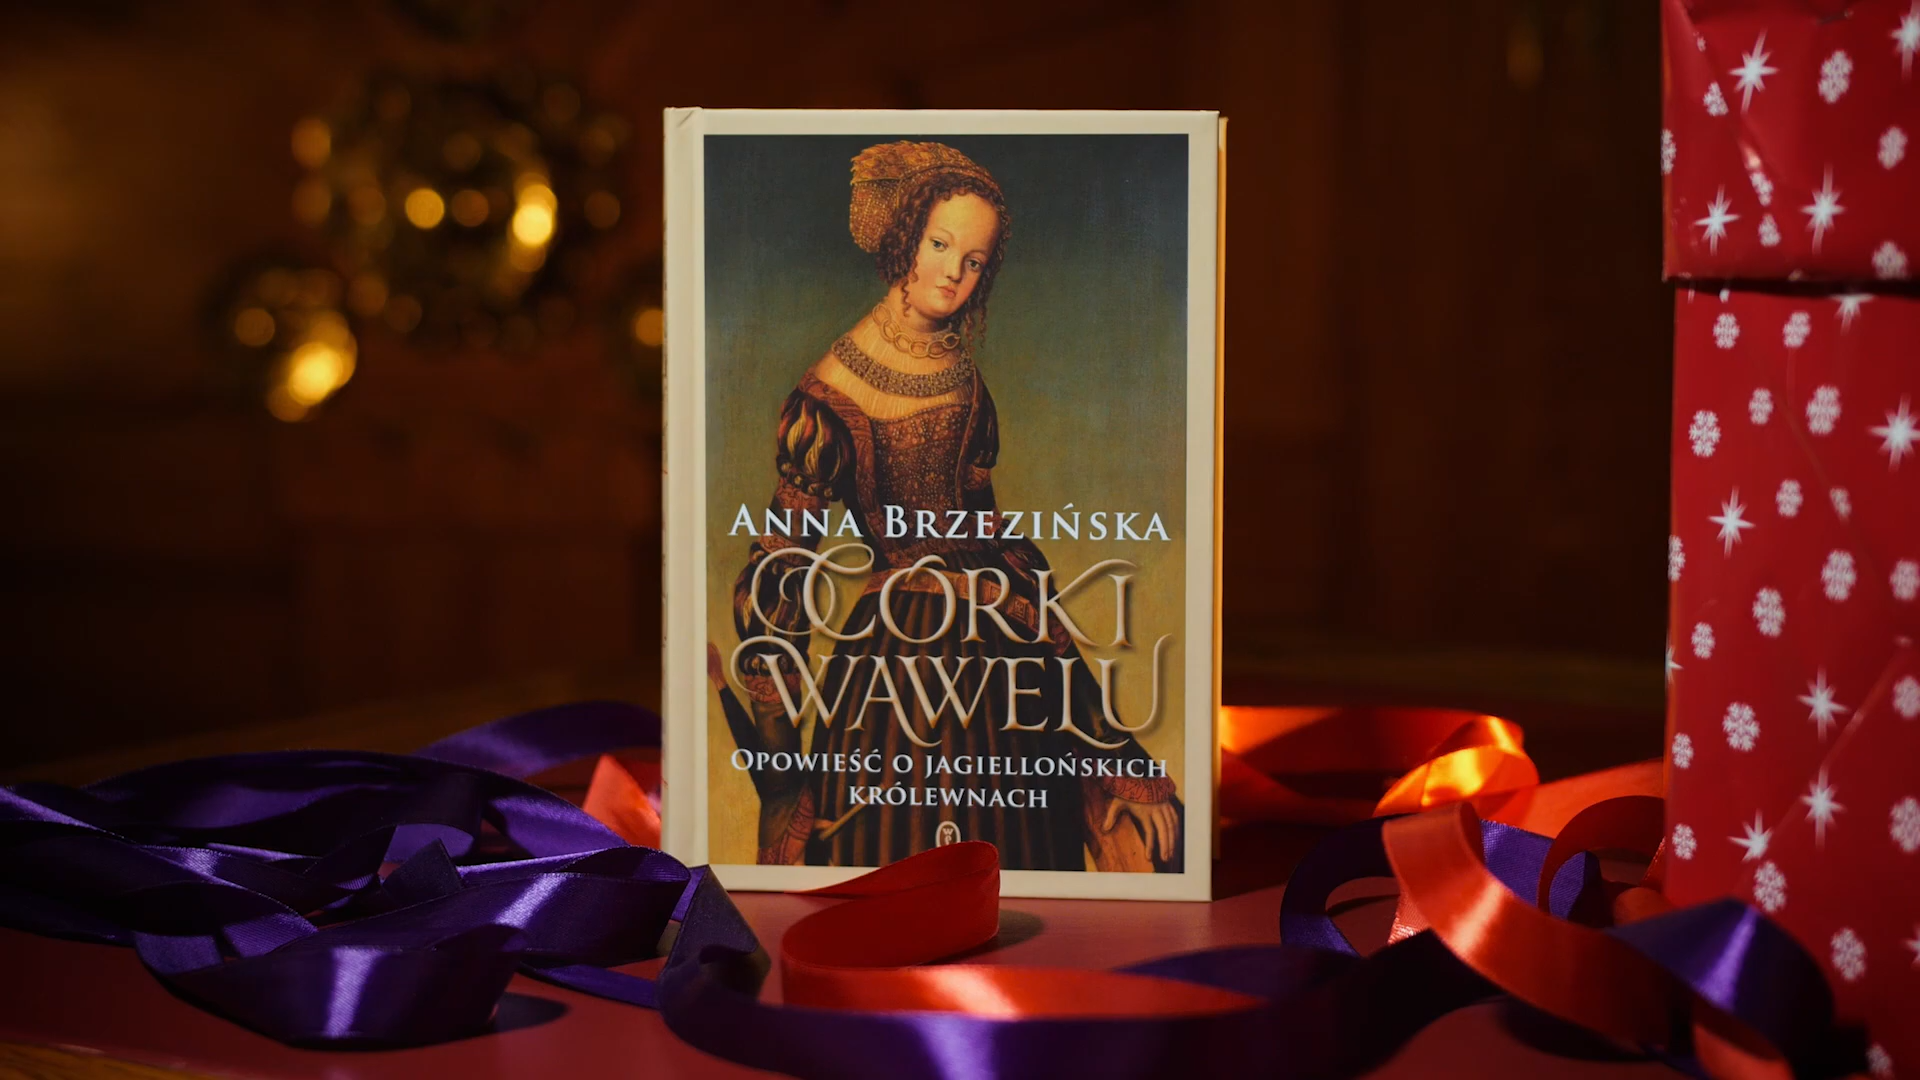 ANNA BRZEZIŃSKA
CÓRKI
WAWELU
OPOWIEŚĆ O JAGIELLOŃSKICH
KRÓLEWNACH